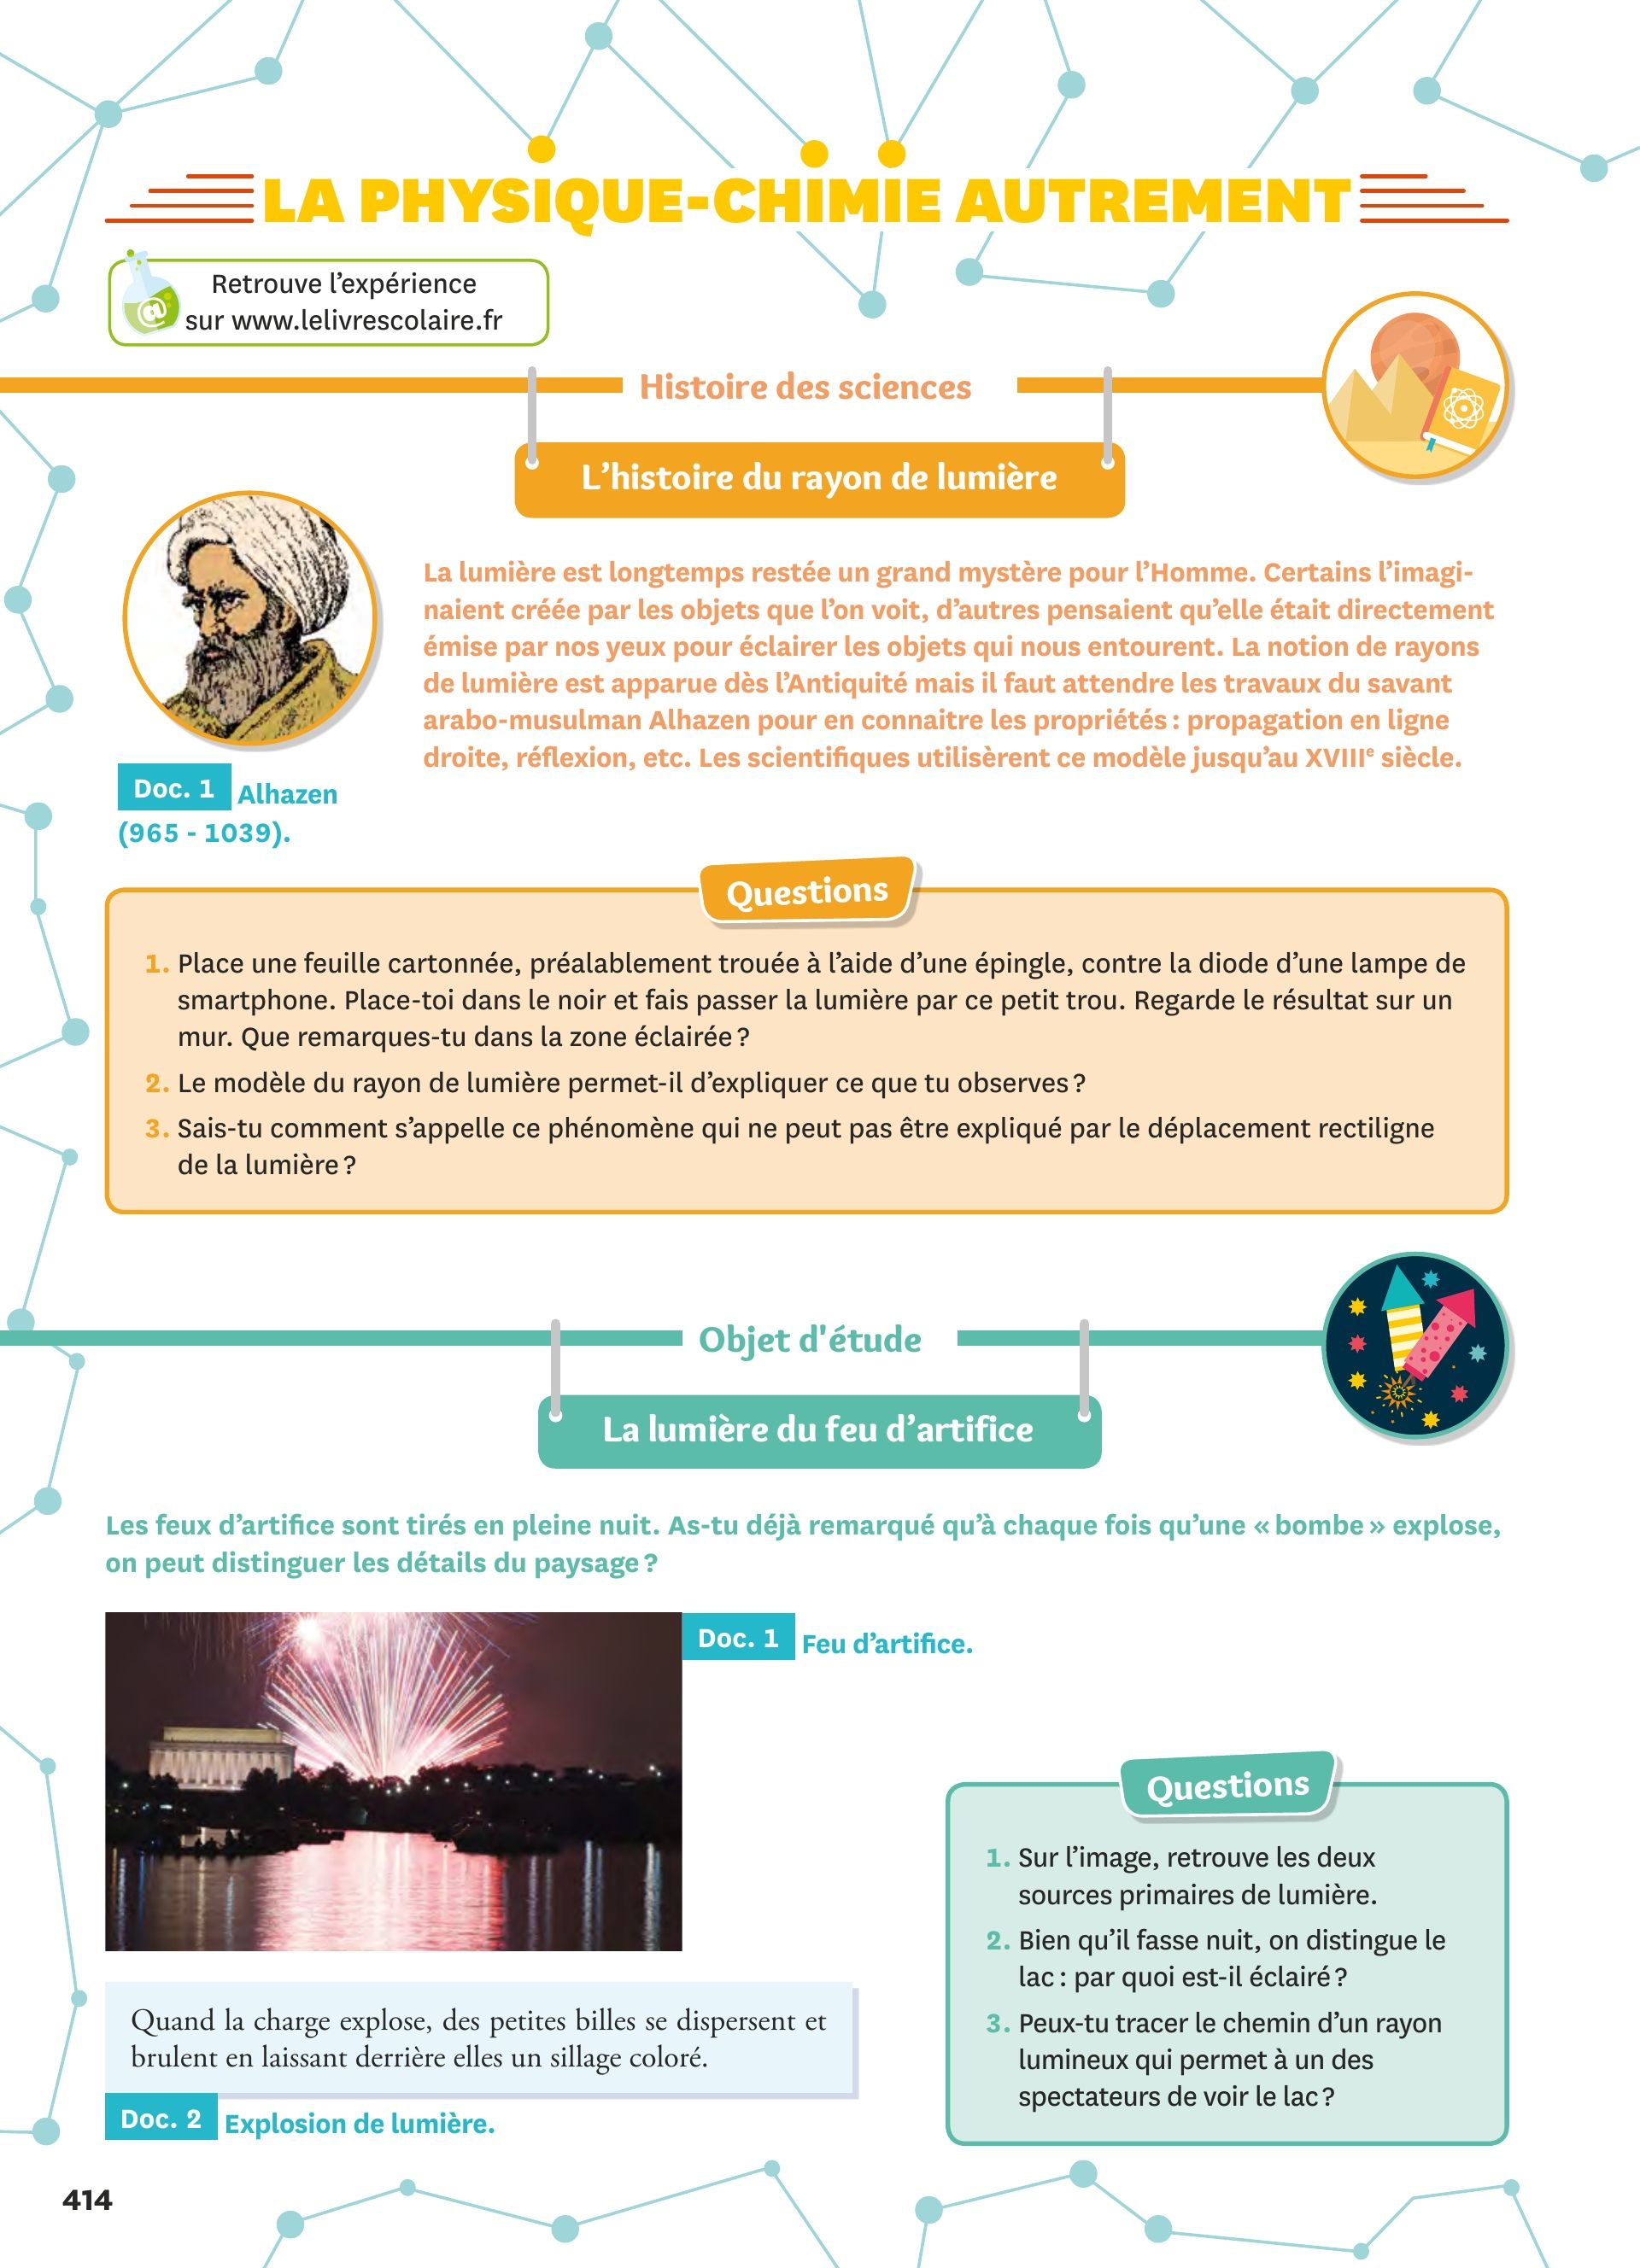 LA PHYSIQUE-CHIMIE AUTREMENT
Retrouve l’expérience
sur www.lelivrescolaire.fr
Histoire des sciences
L’histoire du rayon de lumière
La lumière est longtemps restée un grand mystère pour l’Homme. Certains l’imagi-
naient créée par les objets que l’on voit, d’autres pensaient qu’elle était directement
émise par nos yeux pour éclairer les objets qui nous entourent. La notion de rayons
de lumière est apparue dès l’Antiquité mais il faut attendre les travaux du savant
arabo-musulman Alhazen pour en connaitre les propriétés : propagation en ligne
droite, réflexion, etc. Les scientifiques utilisèrent ce modèle jusqu’au XVIIIe siècle.
Doc. 1 Alhazen
(965 - 1039).
Questions
1. Place une feuille cartonnée, préalablement trouée à l’aide d’une épingle, contre la diode d’une lampe de
smartphone. Place-toi dans le noir et fais passer la lumière par ce petit trou. Regarde le résultat sur un
mur. Que remarques-tu dans la zone éclairée ?
2. Le modèle du rayon de lumière permet-il d’expliquer ce que tu observes ?
3. Sais-tu comment s’appelle ce phénomène qui ne peut pas être expliqué par le déplacement rectiligne
de la lumière ?
Objet d'étude
La lumière du feu d’artifice
Les feux d’artifice sont tirés en pleine nuit. As-tu déjà remarqué qu’à chaque fois qu’une « bombe » explose,
on peut distinguer les détails du paysage ?
Doc. 1 Feu d’artifice.
Quand la charge explose, des petites billes se dispersent et
brulent en laissant derrière elles un sillage coloré.
Doc. 2 Explosion de lumière.
Questions
1. Sur l’image, retrouve les deux
sources primaires de lumière.
2. Bien qu’il fasse nuit, on distingue le
lac : par quoi est-il éclairé ?
3. Peux-tu tracer le chemin d’un rayon
lumineux qui permet à un des
spectateurs de voir le lac ?
414